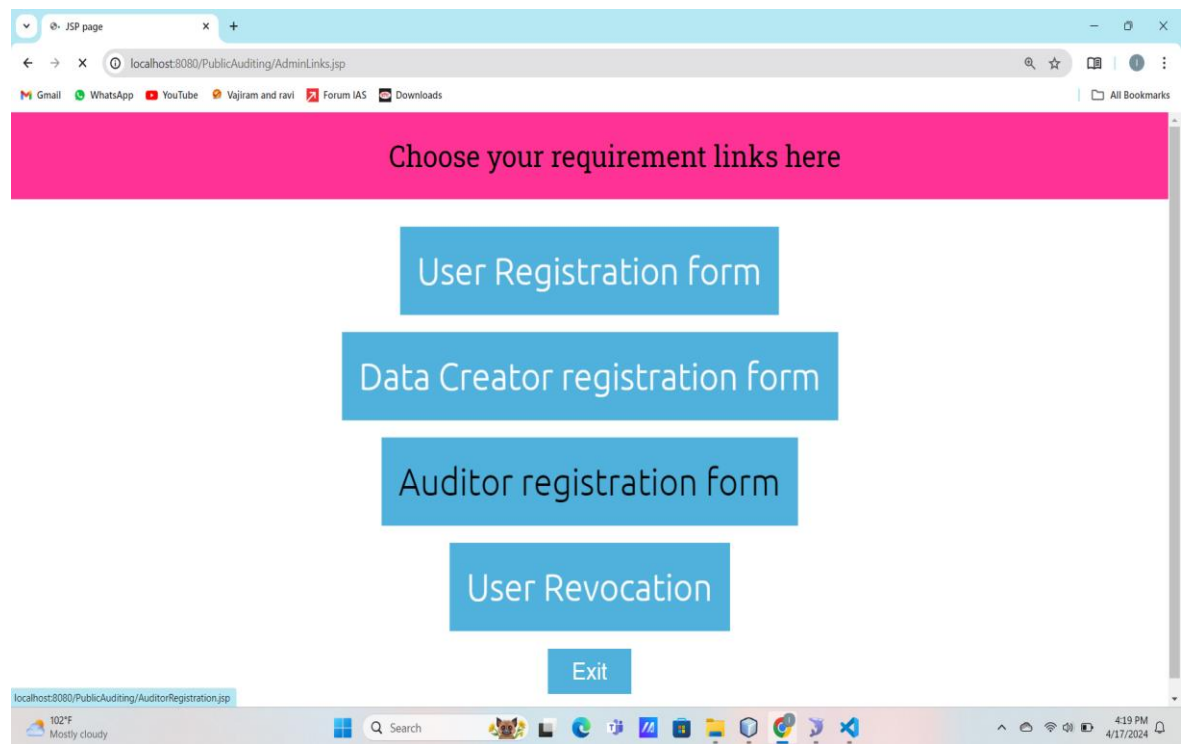 JSP page
localhost:8080/PublicAuditing/AdminLinks.jsp
Gmail WhatsApp YouTube Vajiram and ravi Forum IAS Downloads All Bookmarks
Choose your requirement links here
User Registration form
Data Creator registration form
Auditor registration form
User Revocation
Exit
localhost:8080/PublicAuditing/AuditorRegistration.jsp
102°F
Mostly cloudy
Search
4:19 PM
4/17/2024